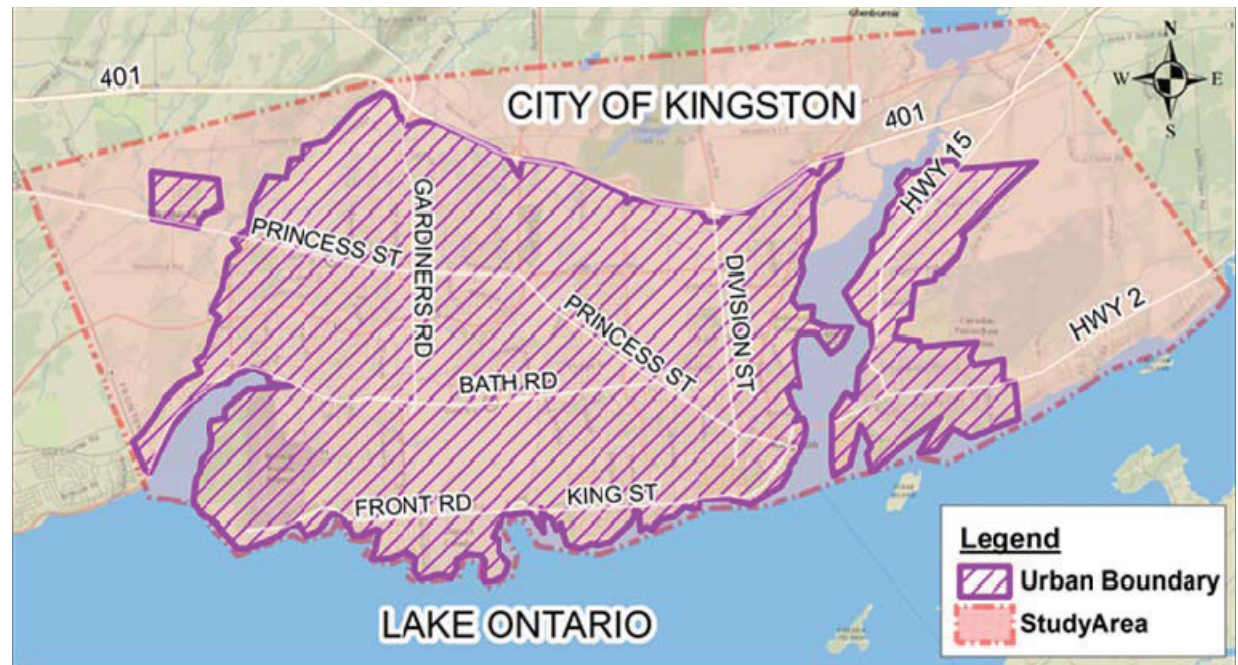 Glenburnie
N
W E
S
401
CITY OF KINGSTON
401
HWY 15
GARDINERS RD
PRINCESS ST
DIVISION ST
HWY 2
PRINCESS ST
BATH RD
KING ST
FRONT RD
LAKE ONTARIO
Legend
Urban Boundary
StudyArea